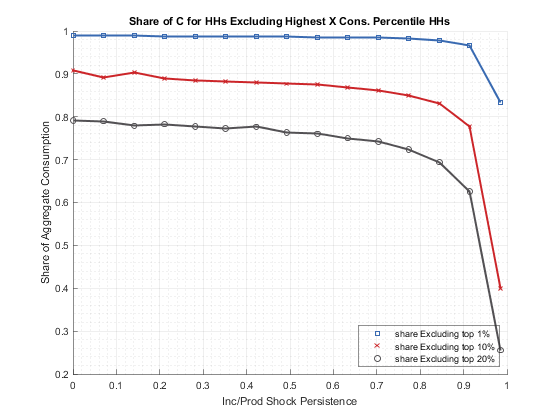 Share of C for HHs Excluding Highest X Cons. Percentile HHs
1
0.9
0.8
0.7
0.6
0.5
0.4
0.3
0.2
Share of Aggregate Consumption
share Excluding top 1%
share Excluding top 10%
share Excluding top 20%
0 0.1 0.2 0.3 0.4 0.5 0.6 0.7 0.8 0.9 1
Inc/Prod Shock Persistence